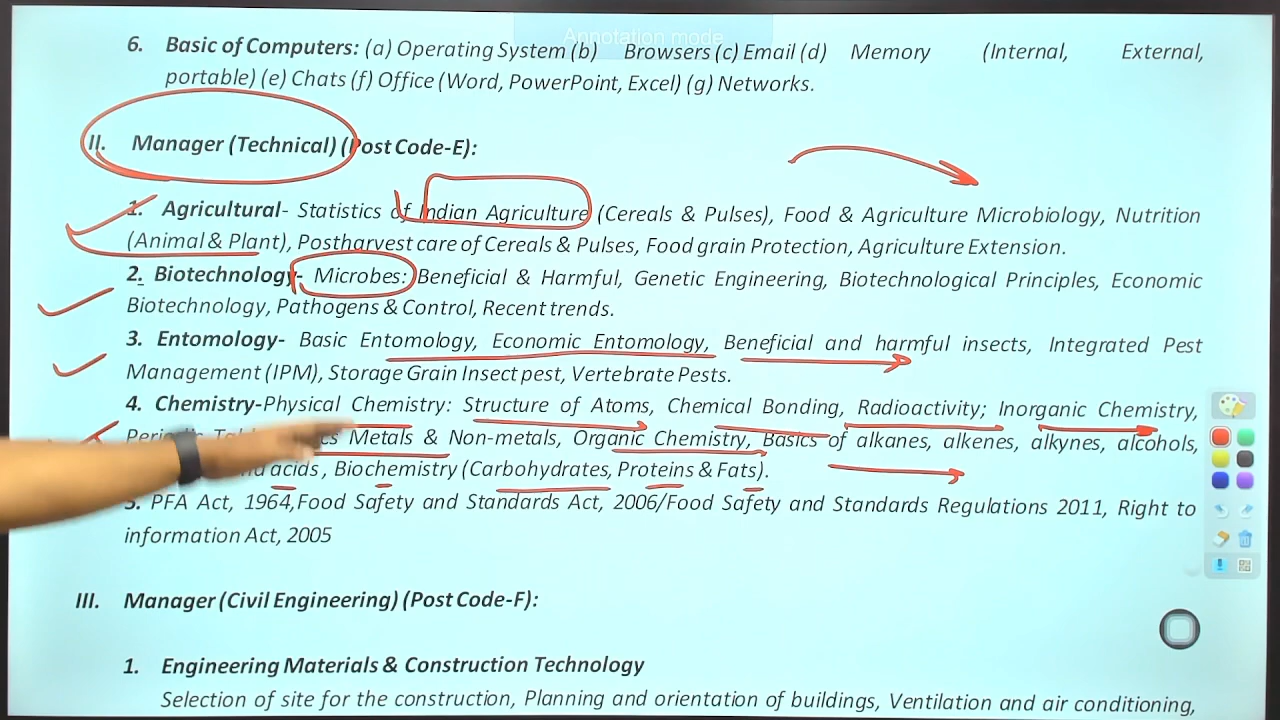 Annotation mode
6. Basic of Computers: (a) Operating System (b) Browsers (c) Email (d) Memory (Internal, External,
portable) (e) Chats (f) Office (Word, PowerPoint, Excel) (g) Networks.
II. Manager (Technical) (Post Code-E):
1. Agricultural- Statistics of Indian Agriculture (Cereals & Pulses), Food & Agriculture Microbiology, Nutrition
(Animal & Plant), Postharvest care of Cereals & Pulses, Food grain Protection, Agriculture Extension.
2. Biotechnology- Microbes: Beneficial & Harmful, Genetic Engineering, Biotechnological Principles, Economic
Biotechnology, Pathogens & Control, Recent trends.
3. Entomology- Basic Entomology, Economic Entomology, Beneficial and harmful insects, Integrated Pest
Management (IPM), Storage Grain Insect pest, Vertebrate Pests.
4. Chemistry-Physical Chemistry: Structure of Atoms, Chemical Bonding, Radioactivity; Inorganic Chemistry,
Metals & Non-metals, Organic Chemistry, Basics of alkanes, alkenes, alkynes, alcohols,
acids , Biochemistry (Carbohydrates, Proteins & Fats).
5. PFA Act, 1964,Food Safety and Standards Act, 2006/Food Safety and Standards Regulations 2011, Right to
information Act, 2005
III. Manager (Civil Engineering) (Post Code-F):
1. Engineering Materials & Construction Technology
Selection of site for the construction, Planning and orientation of buildings, Ventilation and air conditioning,